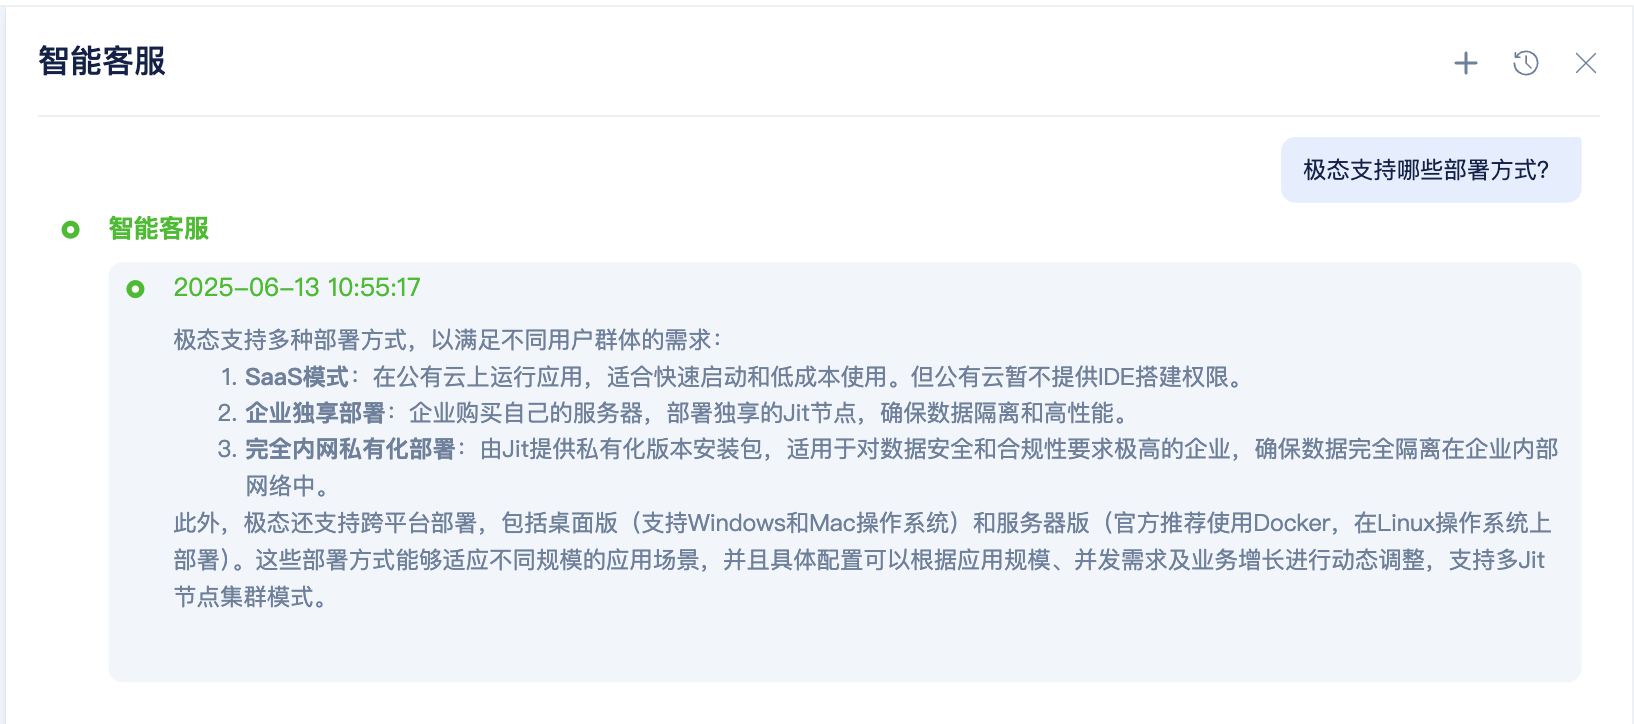 智能客服
极态支持哪些部署方式?
智能客服
2025-06-13 10:55:17
极态支持多种部署方式，以满足不同用户群体的需求：
1. SaaS模式：在公有云上运行应用，适合快速启动和低成本使用。但公有云暂不提供IDE搭建权限。
2. 企业独享部署：企业购买自己的服务器，部署独享的Jit节点，确保数据隔离和高性能。
3. 完全内网私有化部署：由Jit提供私有化版本安装包，适用于对数据安全和合规性要求极高的企业，确保数据完全隔离在企业内部
网络中。
此外，极态还支持跨平台部署，包括桌面版（支持Windows和Mac操作系统）和服务器版（官方推荐使用Docker，在Linux操作系统上
部署）。这些部署方式能够适应不同规模的应用场景，并且具体配置可以根据应用规模、并发需求及业务增长进行动态调整，支持多Jit
节点集群模式。